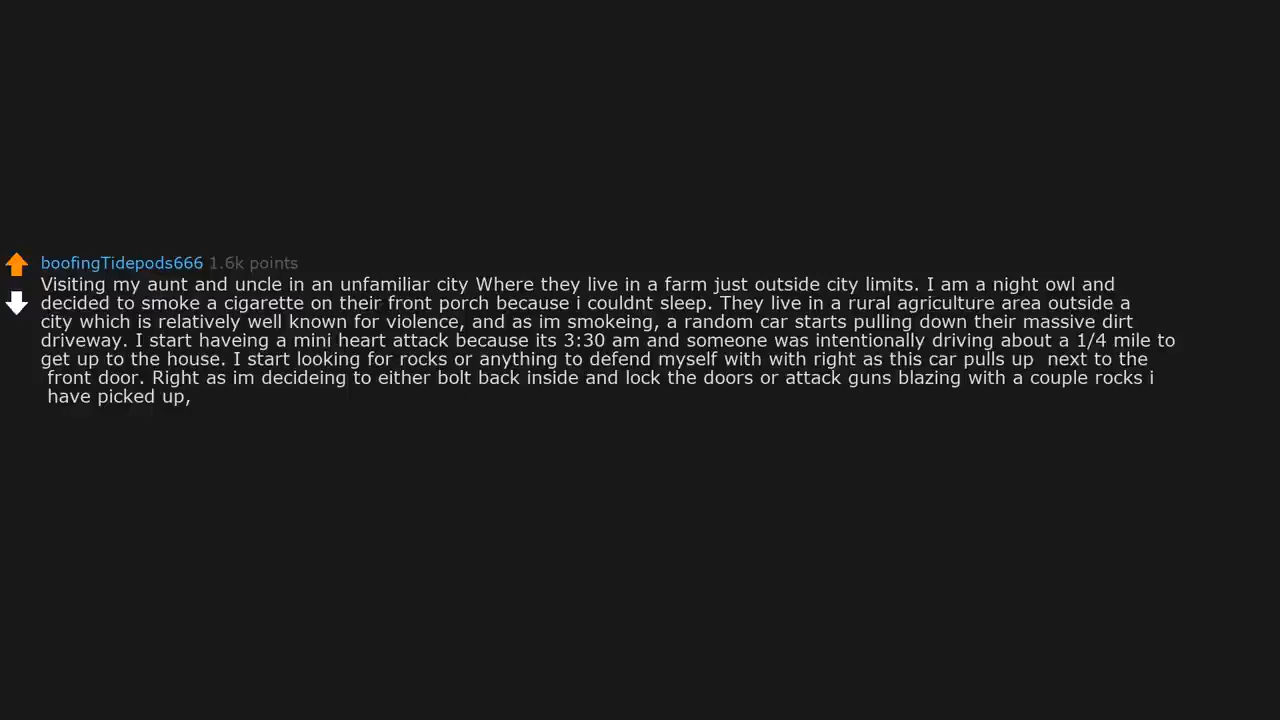 boofingTidepods666 1.6k points
Visiting my aunt and uncle in an unfamiliar city Where they live in a farm just outside city limits. I am a night owl and
decided to smoke a cigarette on their front porch because i couldnt sleep. They live in a rural agriculture area outside a
city which is relatively well known for violence, and as im smokeing, a random car starts pulling down their massive dirt
driveway. I start haveing a mini heart attack because its 3:30 am and someone was intentionally driving about a 1/4 mile to
get up to the house. I start looking for rocks or anything to defend myself with with right as this car pulls up  next to the
front door. Right as im decideing to either bolt back inside and lock the doors or attack guns blazing with a couple rocks i
have picked up,